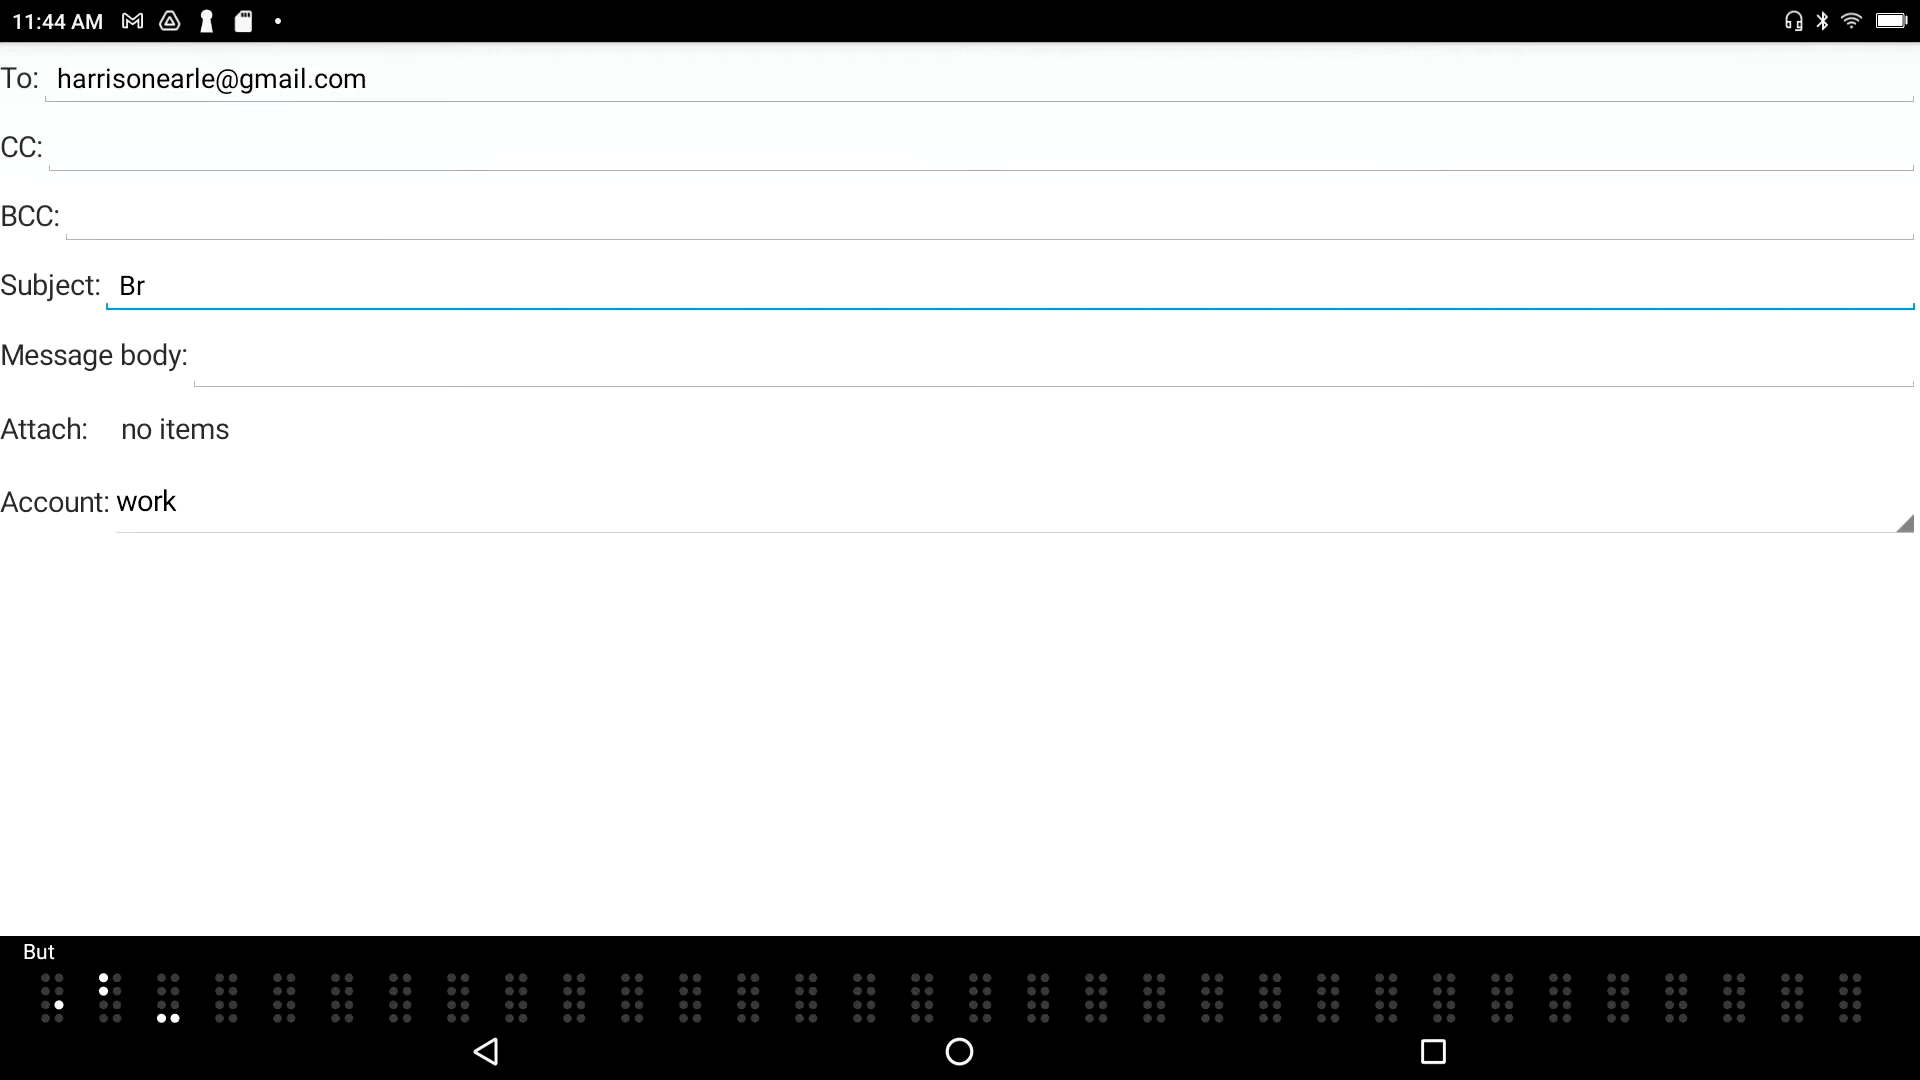 11:44 AM
To: harrisonearle@gmail.com
CC:
BCC:
Subject: Br
Message body:
Attach: no items
Account: work
But